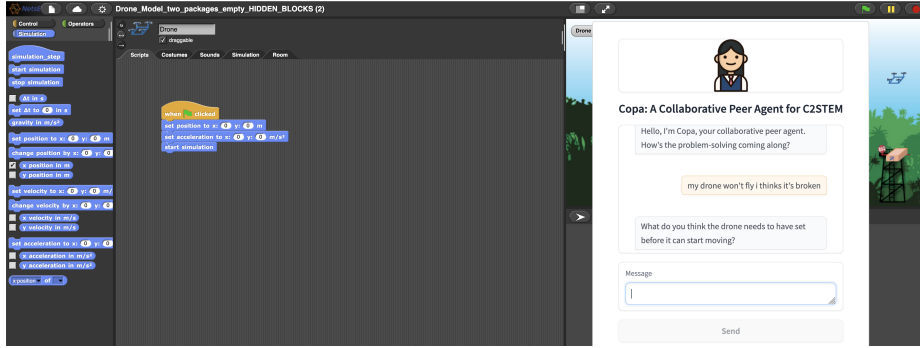 Drone_Model_two_packages_empty_HIDDEN_BLOCKS (2)
Control
Operators
Simulation
simulation_step
start simulation
stop simulation
Δt in s
set Δt to 0 in s
gravity in m/s²
set position to x: 0 y: 0 m
change position by x: 0 y: 0
x position in m
y position in m
set velocity to x: 0 y: 0 m/
change velocity by x: 0 y: 0
x velocity in m/s
y velocity in m/s
set acceleration to x: 0 y: 0
x acceleration in m/s²
y acceleration in m/s²
x position of
Drone
draggable
Scripts Costumes Sounds Simulation Room
when clicked
set position to x: 0 y: 0 m
set acceleration to x: 0 y: 0 m/s²
start simulation
Drone
Copa: A Collaborative Peer Agent for C2STEM
Hello, I'm Copa, your collaborative peer agent.
How's the problem-solving coming along?
my drone won't fly i thinks it's broken
What do you think the drone needs to have set
before it can start moving?
Message
Send